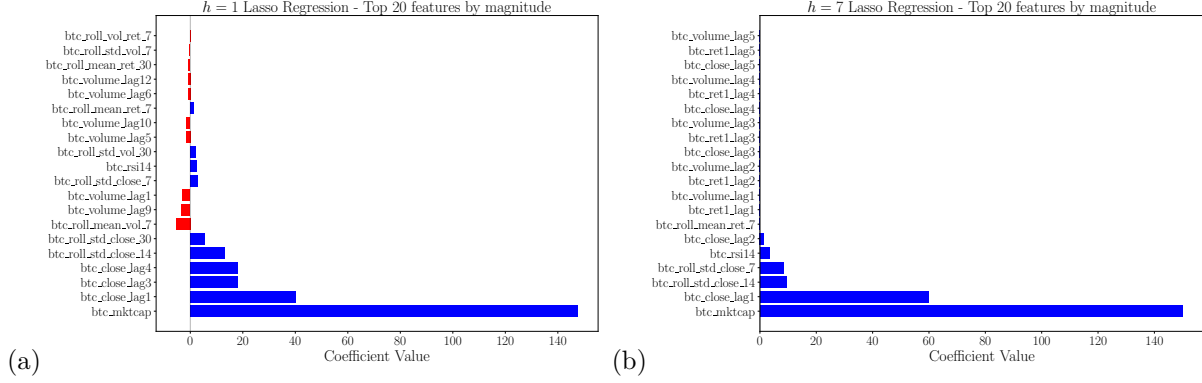 h = 1 Lasso Regression - Top 20 features by magnitude
btc_roll_vol_ret_7
btc_roll_std_vol_7
btc_roll_mean_ret_30
btc_volume_lag12
btc_volume_lag6
btc_roll_mean_ret_7
btc_volume_lag10
btc_volume_lag5
btc_roll_std_vol_30
btc_rsi14
btc_roll_std_close_7
btc_volume_lag1
btc_volume_lag9
btc_roll_mean_vol_7
btc_roll_std_close_30
btc_roll_std_close_14
btc_close_lag4
btc_close_lag3
btc_close_lag1
btc_mktcap
0 20 40 60 80 100 120 140
Coefficient Value
(a)
h = 7 Lasso Regression - Top 20 features by magnitude
btc_volume_lag5
btc_ret1_lag5
btc_close_lag5
btc_volume_lag4
btc_ret1_lag4
btc_close_lag4
btc_volume_lag3
btc_ret1_lag3
btc_close_lag3
btc_volume_lag2
btc_ret1_lag2
btc_volume_lag1
btc_ret1_lag1
btc_roll_mean_ret_7
btc_close_lag2
btc_rsi14
btc_roll_std_close_7
btc_roll_std_close_14
btc_close_lag1
btc_mktcap
0 20 40 60 80 100 120 140
Coefficient Value
(b)